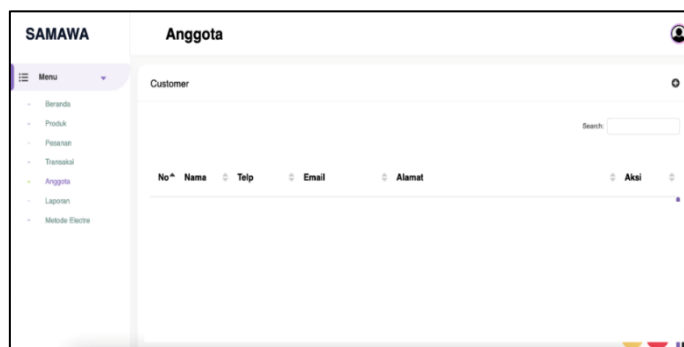 SAMAWA
Anggota
Menu
Customer
Beranda
Produk
Pesanan
Transaksi
Anggota
Laporan
Metode Electre
Search:
No Nama Telp Email Alamat Aksi